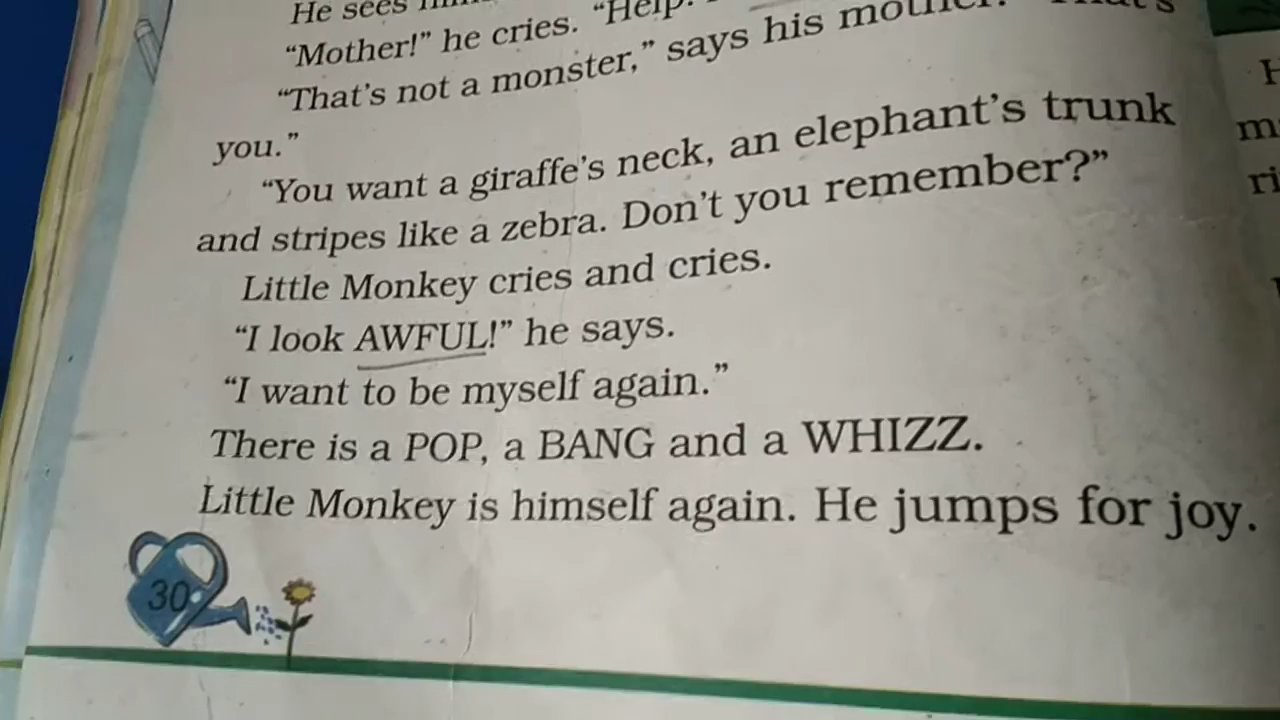 He sees
"Mother!" he cries. "Help!
"That's not a monster," says his mother. "That's
you."
"You want a giraffe's neck, an elephant's trunk
and stripes like a zebra. Don't you remember?"
Little Monkey cries and cries.
"I look AWFUL!" he says.
"I want to be myself again."
There is a POP, a BANG and a WHIZZ.
Little Monkey is himself again. He jumps for joy.
30